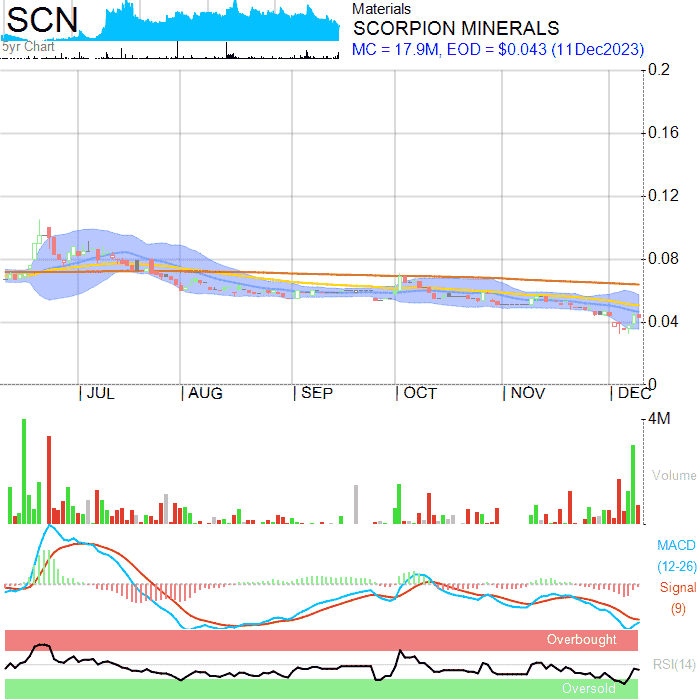 SCN
5yr Chart
Materials
SCORPION MINERALS
MC = 17.9M, EOD = $0.043 (11Dec2023)
0.2
0.16
0.12
0.08
0.04
0
JUL AUG SEP OCT NOV DEC
4M
Volume
MACD
(12-26)
Signal
(9)
Overbought
RSI(14)
Oversold